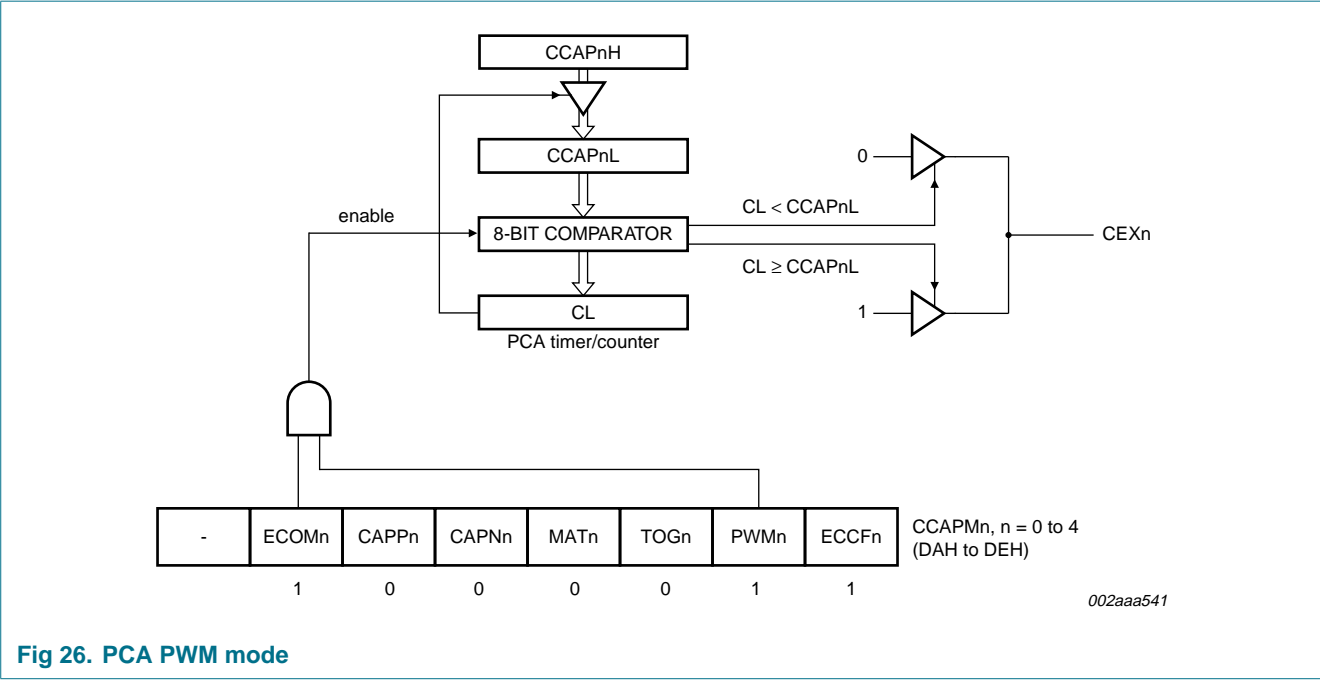 CCAPnH
CCAPnL
0
CL < CCAPnL
enable
8-BIT COMPARATOR
CEXn
CL ≥ CCAPnL
CL
1
PCA timer/counter
- ECOMn CAPPn CAPNn MATn TOGn PWMn ECCFn
CCAPMn, n = 0 to 4
(DAH to DEH)
1 0 0 0 0 1 1
002aaa541
Fig 26. PCA PWM mode